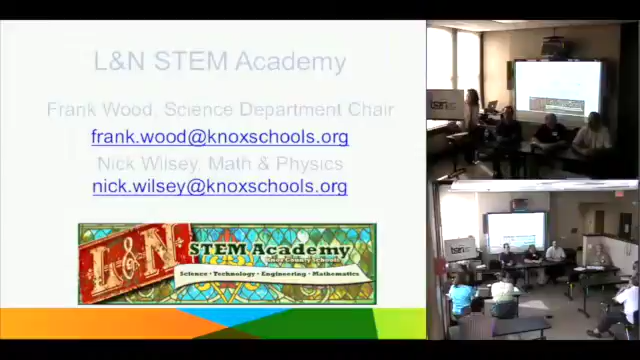 L&N STEM Academy
Frank Wood, Science Department Chair
frank.wood@knoxschools.org
Nick Wilsey, Math & Physics
nick.wilsey@knoxschools.org
L&N
STEM Academy
Knox County Schools
Science • Technology • Engineering • Mathematics